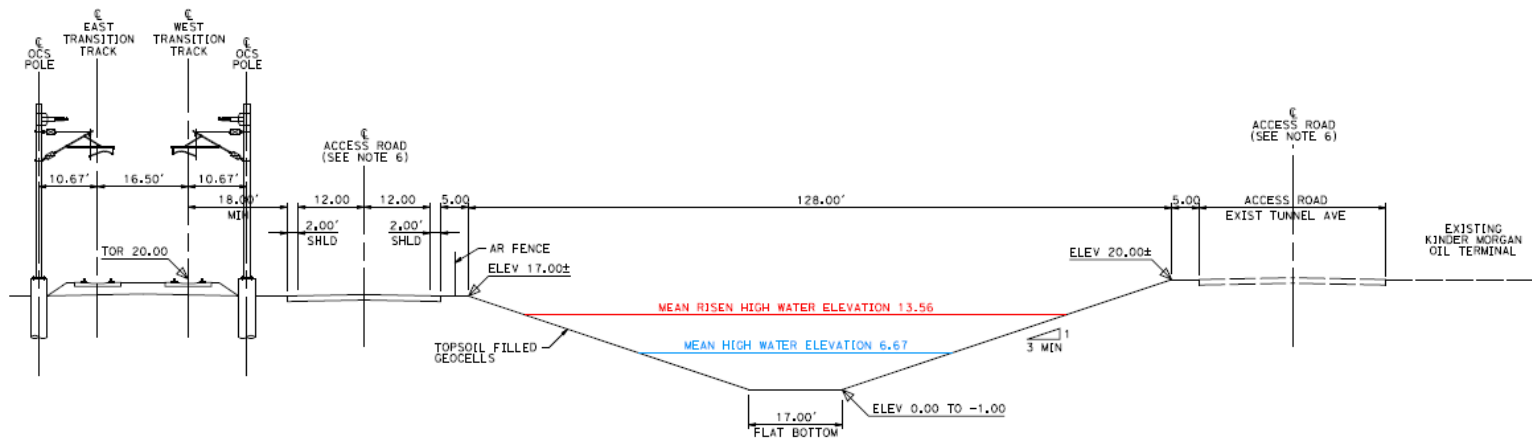 ℄
EAST
TRANSITION
TRACK
℄
WEST
TRANSITION
TRACK
℄
OCS
POLE
℄
OCS
POLE
℄
ACCESS ROAD
(SEE NOTE 6)
℄
ACCESS ROAD
(SEE NOTE 6)
10.67'
16.50'
10.67'
18.00'
MIN
12.00
12.00
5.00
128.00'
5.00
ACCESS ROAD
EXIST TUNNEL AVE
2.00'
SHLD
2.00'
SHLD
AR FENCE
TOR 20.00
ELEV 17.00±
ELEV 20.00±
EXISTING
KINDER MORGAN
OIL TERMINAL
MEAN RISEN HIGH WATER ELEVATION 13.56
TOPSOIL FILLED
GEOCELLS
MEAN HIGH WATER ELEVATION 6.67
1
3 MIN
17.00'
FLAT BOTTOM
ELEV 0.00 TO -1.00